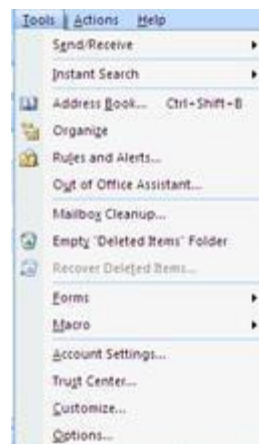 Tools Actions Help
Send/Receive
Instant Search
Address Book... Ctrl+Shift+B
Organize
Rules and Alerts...
Out of Office Assistant...
Mailbox Cleanup...
Empty "Deleted Items" Folder
Recover Deleted Items...
Forms
Macro
Account Settings...
Trust Center...
Customize...
Options...